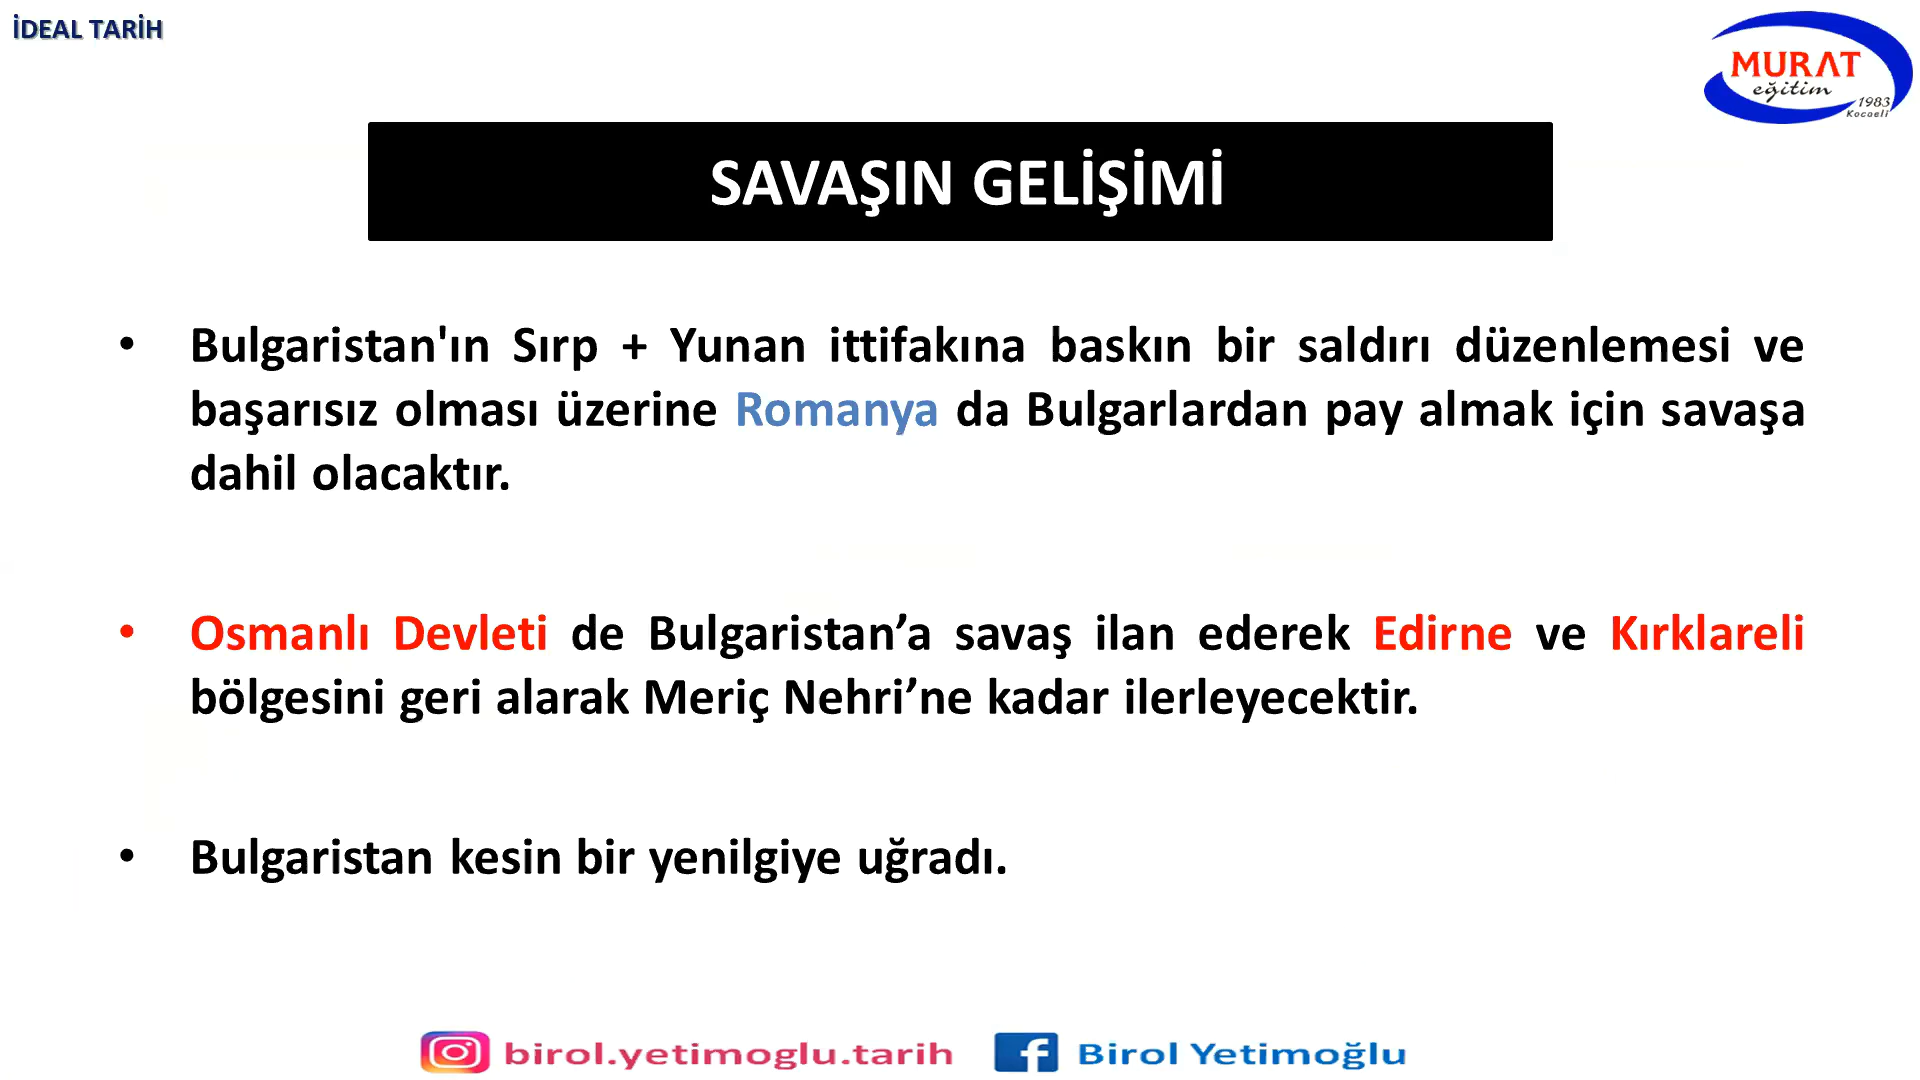 İDEAL TARİH
MURAT
eğitim
1983
Kocaeli
SAVAŞIN GELİŞİMİ
• Bulgaristan'ın Sırp + Yunan ittifakına baskın bir saldırı düzenlemesi ve
başarısız olması üzerine Romanya da Bulgarlardan pay almak için savaşa
dahil olacaktır.
• Osmanlı Devleti de Bulgaristan’a savaş ilan ederek Edirne ve Kırklareli
bölgesini geri alarak Meriç Nehri’ne kadar ilerleyecektir.
• Bulgaristan kesin bir yenilgiye uğradı.
birol.yetimoglu.tarih
Birol Yetimoğlu